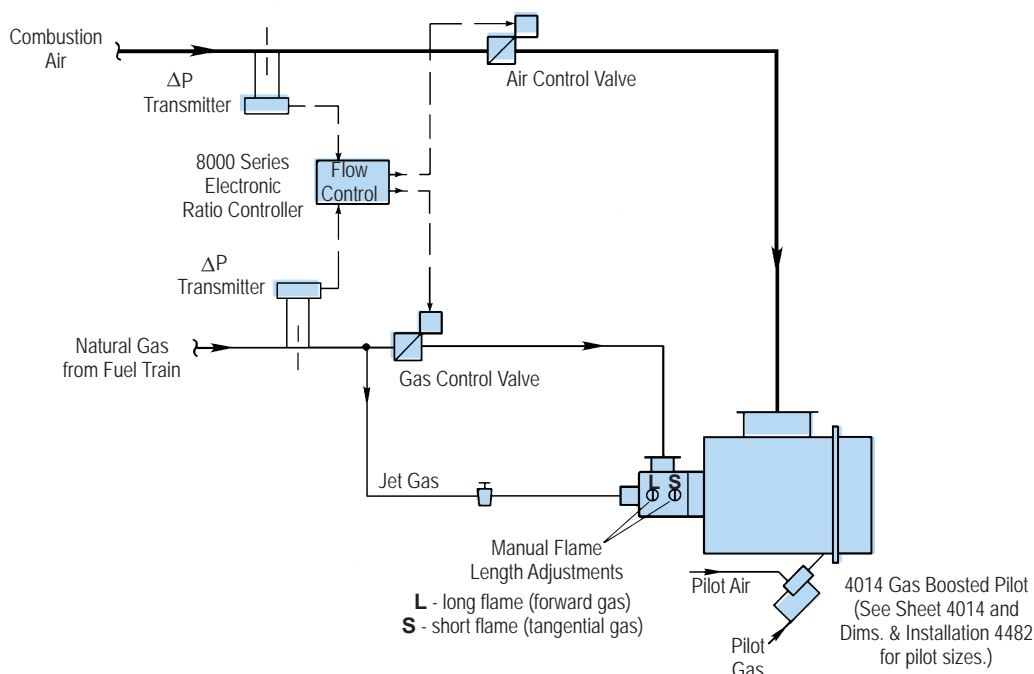 Combustion
Air
ΔP
Transmitter
Air Control Valve
8000 Series
Electronic
Ratio Controller
Flow
Control
ΔP
Transmitter
Natural Gas
from Fuel Train
Gas Control Valve
Jet Gas
L S
Manual Flame
Length Adjustments
L - long flame (forward gas)
S - short flame (tangential gas)
Pilot Air
Pilot
Gas
4014 Gas Boosted Pilot
(See Sheet 4014 and
Dims. & Installation 4482
for pilot sizes.)